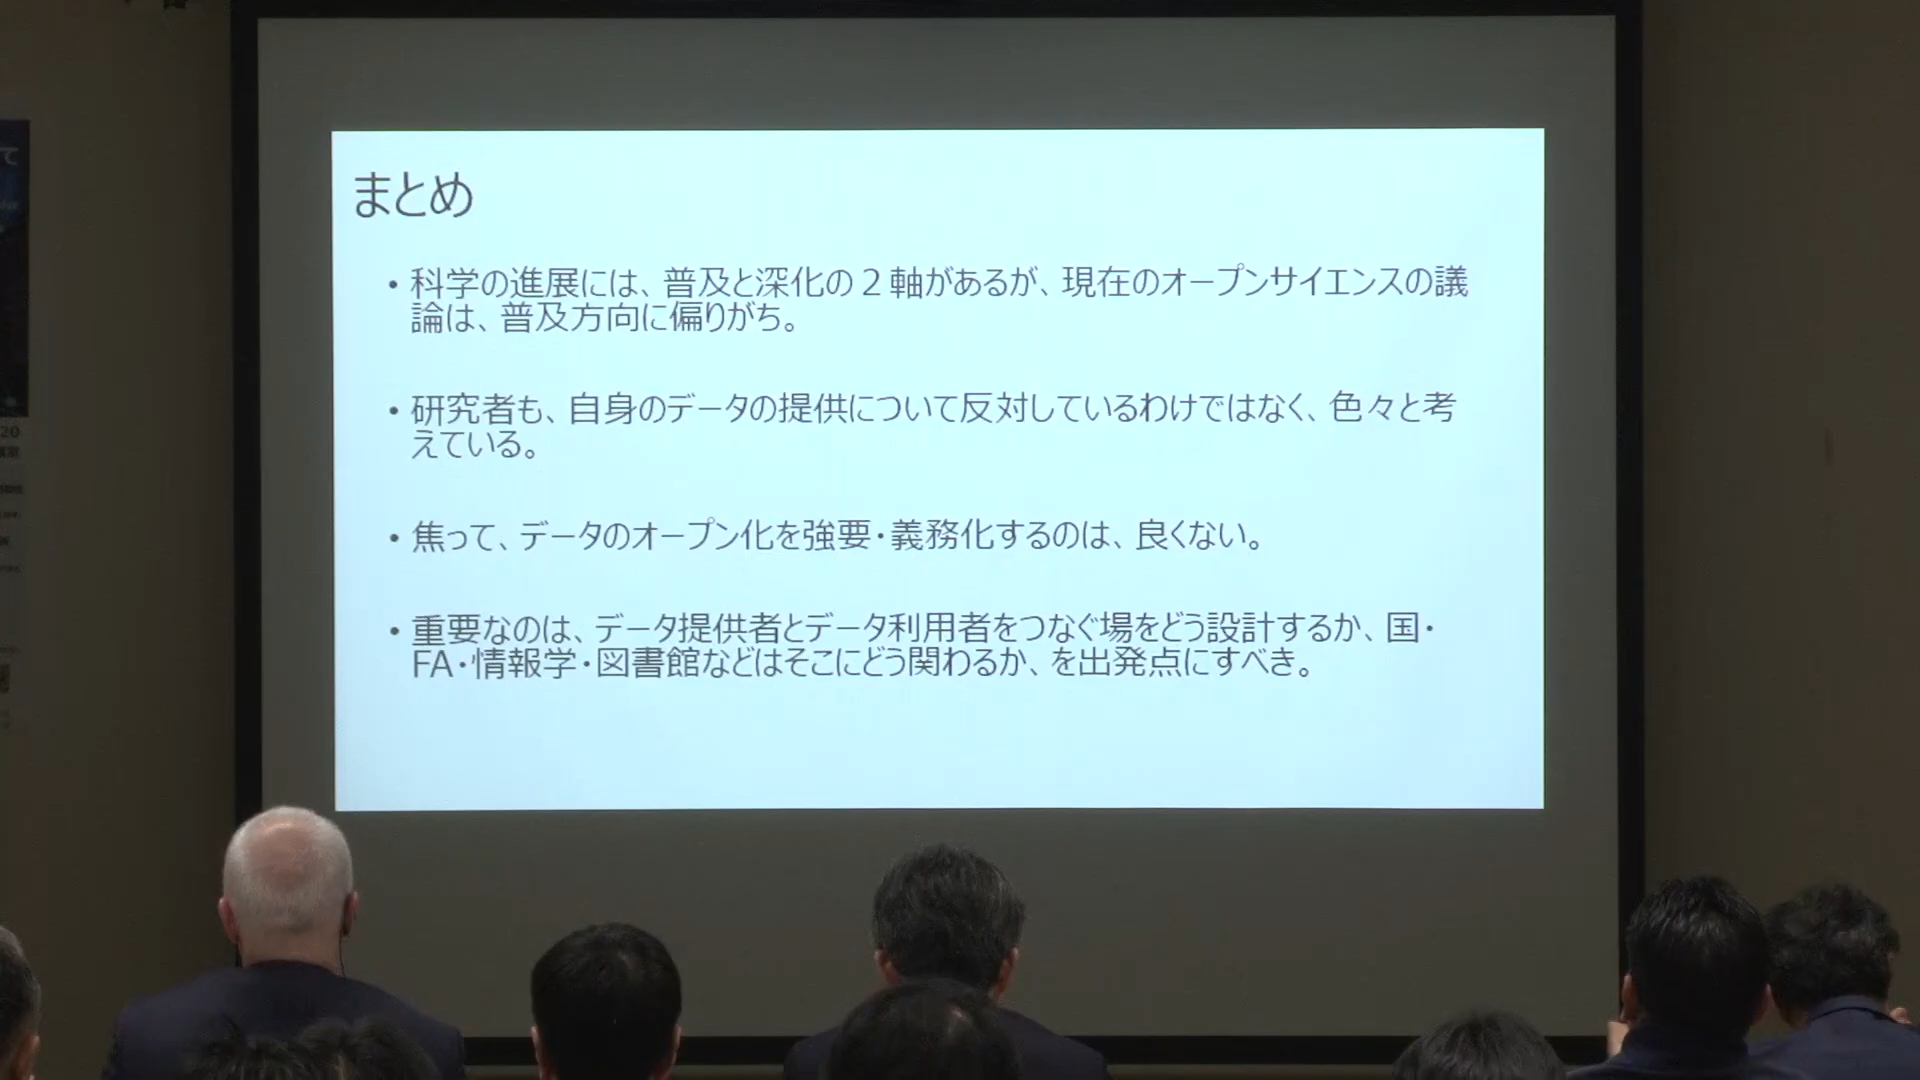 まとめ
・科学の進展には、普及と深化の２軸があるが、現在のオープンサイエンスの議
論は、普及方向に偏りがち。
・研究者も、自身のデータの提供について反対しているわけではなく、色々と考
えている。
・焦って、データのオープン化を強要・義務化するのは、良くない。
・重要なのは、データ提供者とデータ利用者をつなぐ場をどう設計するか、国・
FA・情報学・図書館などはそこにどう関わるか、を出発点にすべき。
て
20